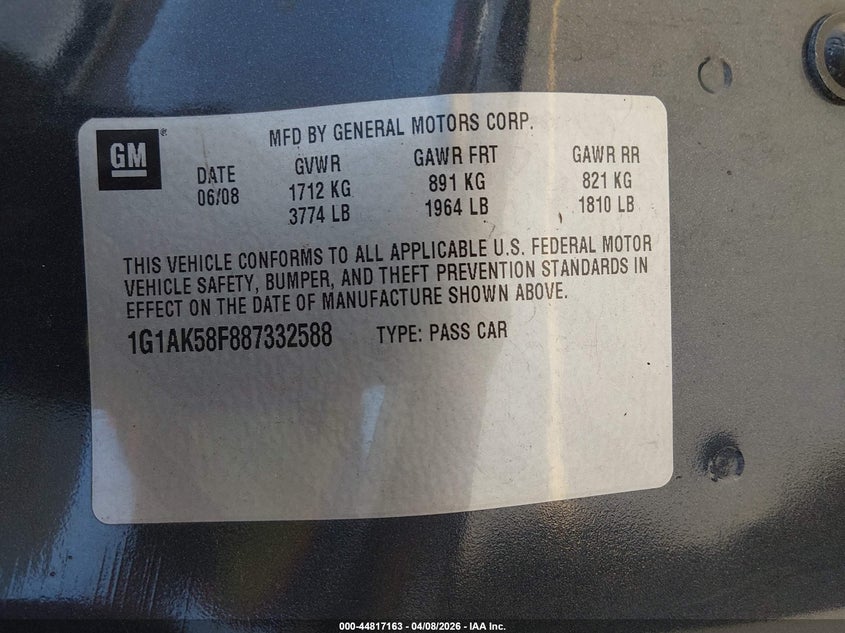 GM
®
MFD BY GENERAL MOTORS CORP.
DATE GVWR GAWR FRT GAWR RR
06/08 1712 KG 891 KG 821 KG
3774 LB 1964 LB 1810 LB
THIS VEHICLE CONFORMS TO ALL APPLICABLE U.S. FEDERAL MOTOR
VEHICLE SAFETY, BUMPER, AND THEFT PREVENTION STANDARDS IN
EFFECT ON THE DATE OF MANUFACTURE SHOWN ABOVE.
1G1AK58F887332588 TYPE: PASS CAR
000-44817163 - 04/08/2026 - IAA Inc.